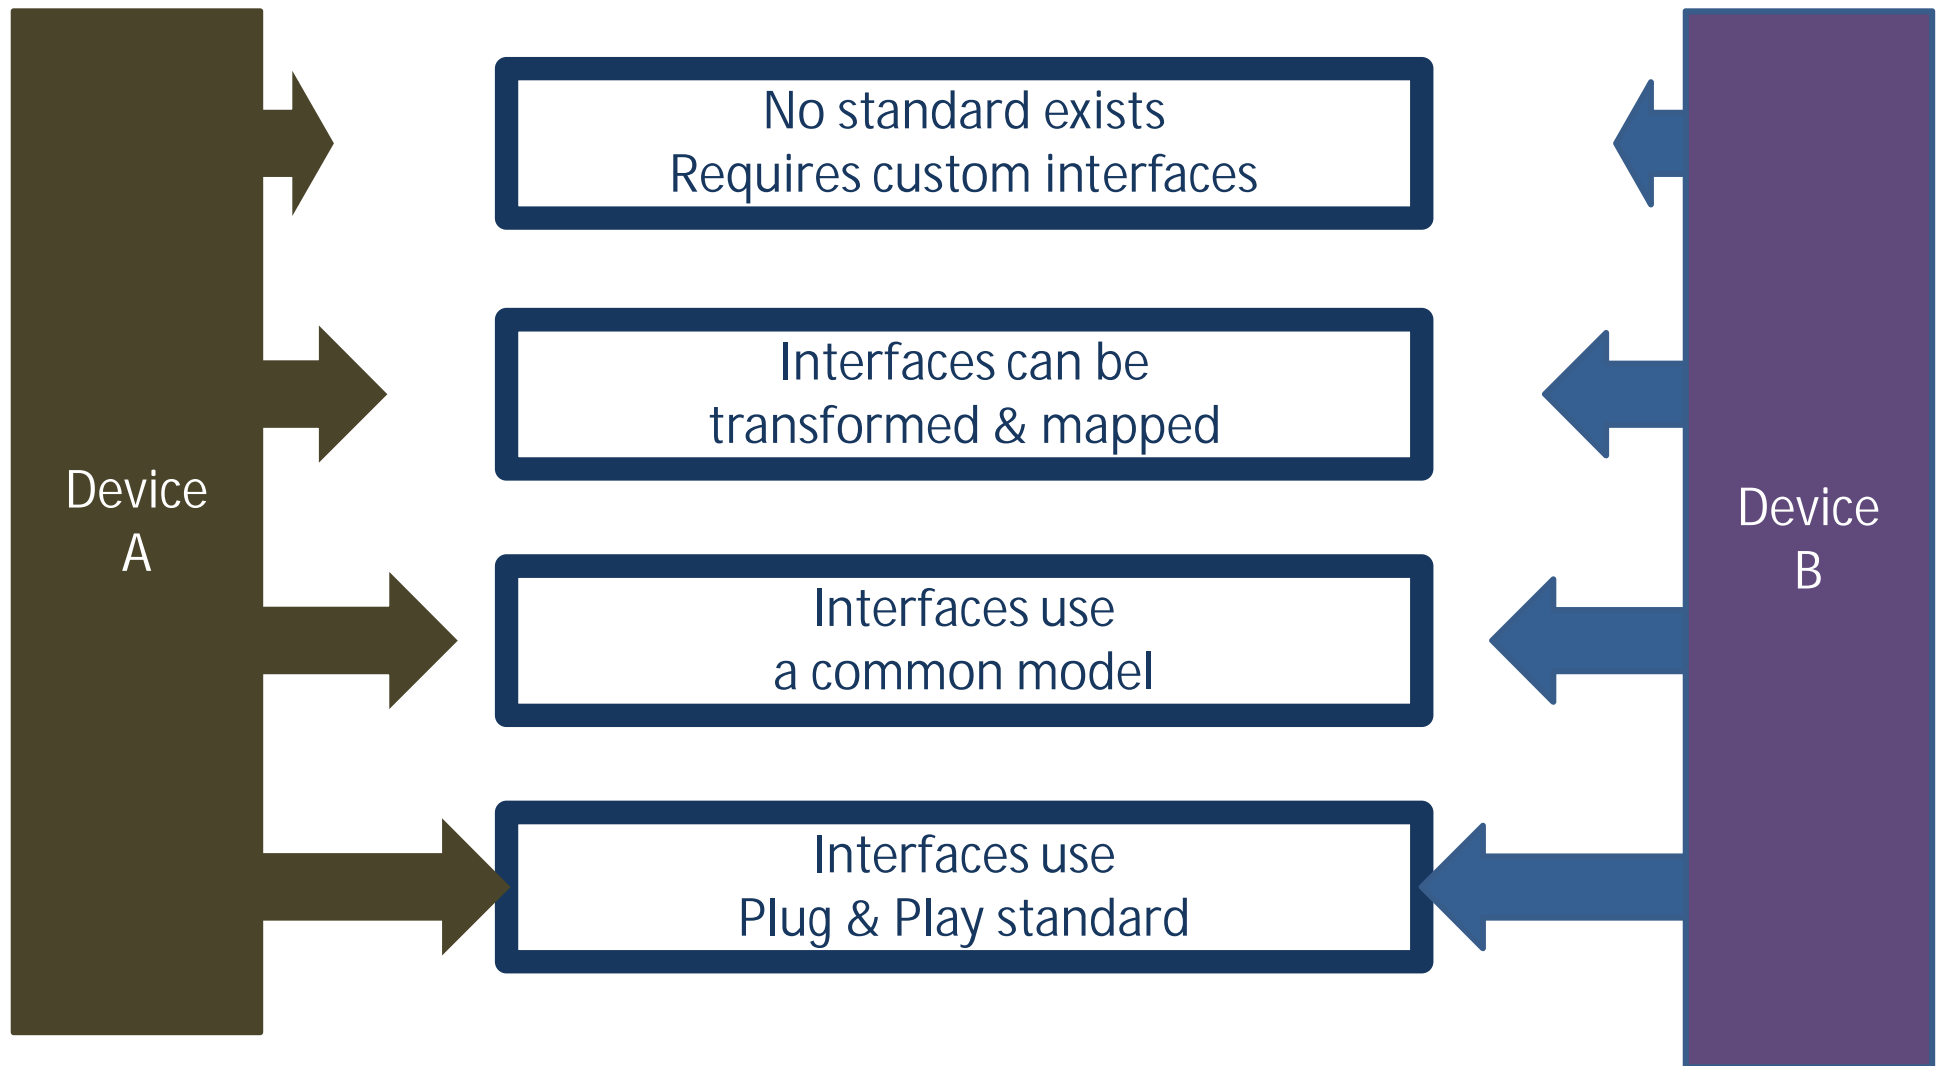 No standard exists
Requires custom interfaces
Interfaces can be
transformed & mapped
Device
A
Device
B
Interfaces use
a common model
Interfaces use
Plug & Play standard